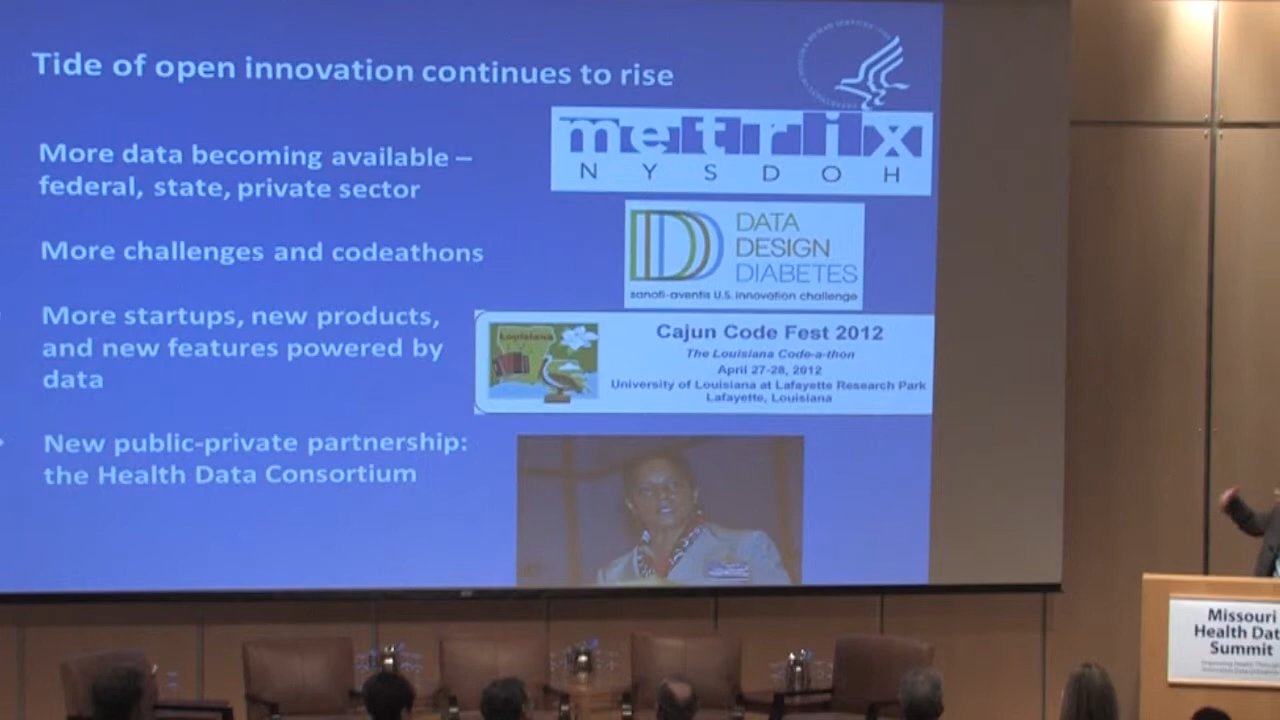 Tide of open innovation continues to rise
More data becoming available –
federal, state, private sector
More challenges and codeathons
More startups, new products,
and new features powered by
data
New public-private partnership:
the Health Data Consortium
metrix
NYSDOH
DATA
DESIGN
DIABETES
sanofi-aventis U.S. innovation challenge
Louisiana
Cajun Code Fest 2012
The Louisiana Code-a-thon
April 27-28, 2012
University of Louisiana at Lafayette Research Park
Lafayette, Louisiana
Missouri
Health Dat
Summit